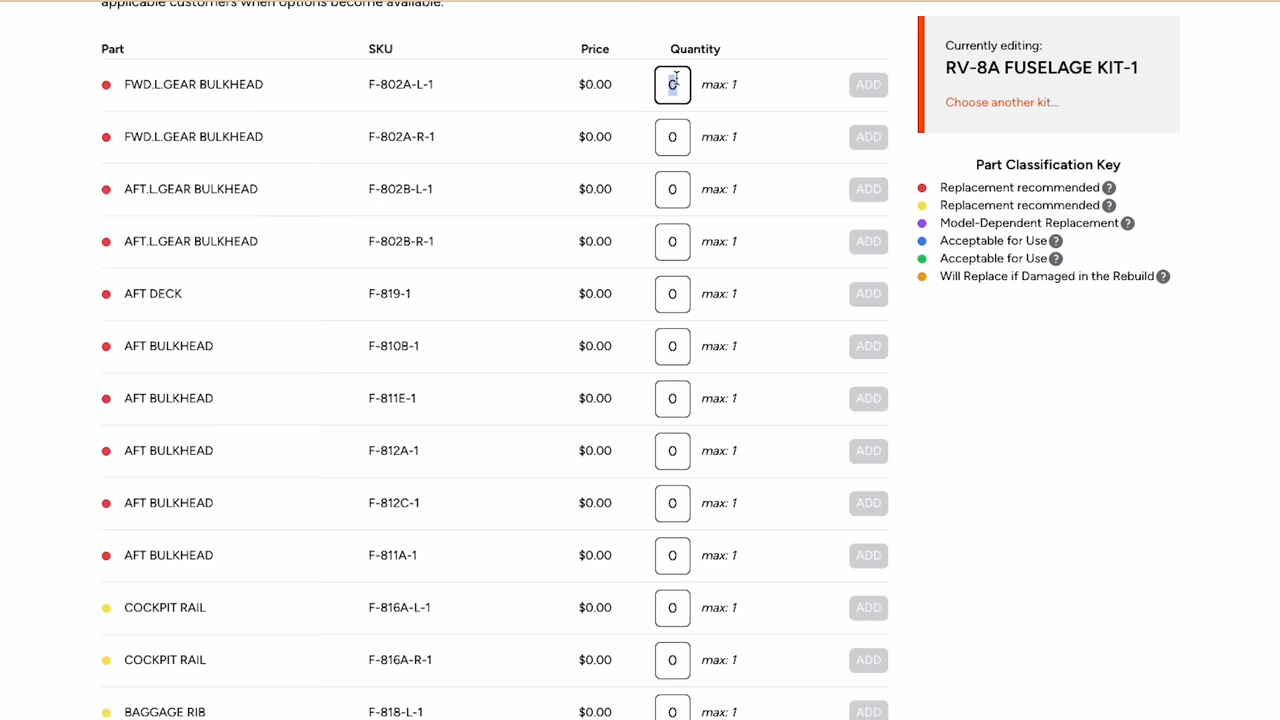 applicable customers when options become available.
Part SKU Price Quantity
FWD.L.GEAR BULKHEAD F-802A-L-1 $0.00 0 max: 1 ADD
FWD.L.GEAR BULKHEAD F-802A-R-1 $0.00 0 max: 1 ADD
AFT.L.GEAR BULKHEAD F-802B-L-1 $0.00 0 max: 1 ADD
AFT.L.GEAR BULKHEAD F-802B-R-1 $0.00 0 max: 1 ADD
AFT DECK F-819-1 $0.00 0 max: 1 ADD
AFT BULKHEAD F-810B-1 $0.00 0 max: 1 ADD
AFT BULKHEAD F-811E-1 $0.00 0 max: 1 ADD
AFT BULKHEAD F-812A-1 $0.00 0 max: 1 ADD
AFT BULKHEAD F-812C-1 $0.00 0 max: 1 ADD
AFT BULKHEAD F-811A-1 $0.00 0 max: 1 ADD
COCKPIT RAIL F-816A-L-1 $0.00 0 max: 1 ADD
COCKPIT RAIL F-816A-R-1 $0.00 0 max: 1 ADD
BAGGAGE RIB F-818-L-1 $0.00 0 max: 1 ADD
Currently editing:
RV-8A FUSELAGE KIT-1
Choose another kit...
Part Classification Key
Replacement recommended ?
Replacement recommended ?
Model-Dependent Replacement ?
Acceptable for Use ?
Acceptable for Use ?
Will Replace if Damaged in the Rebuild ?